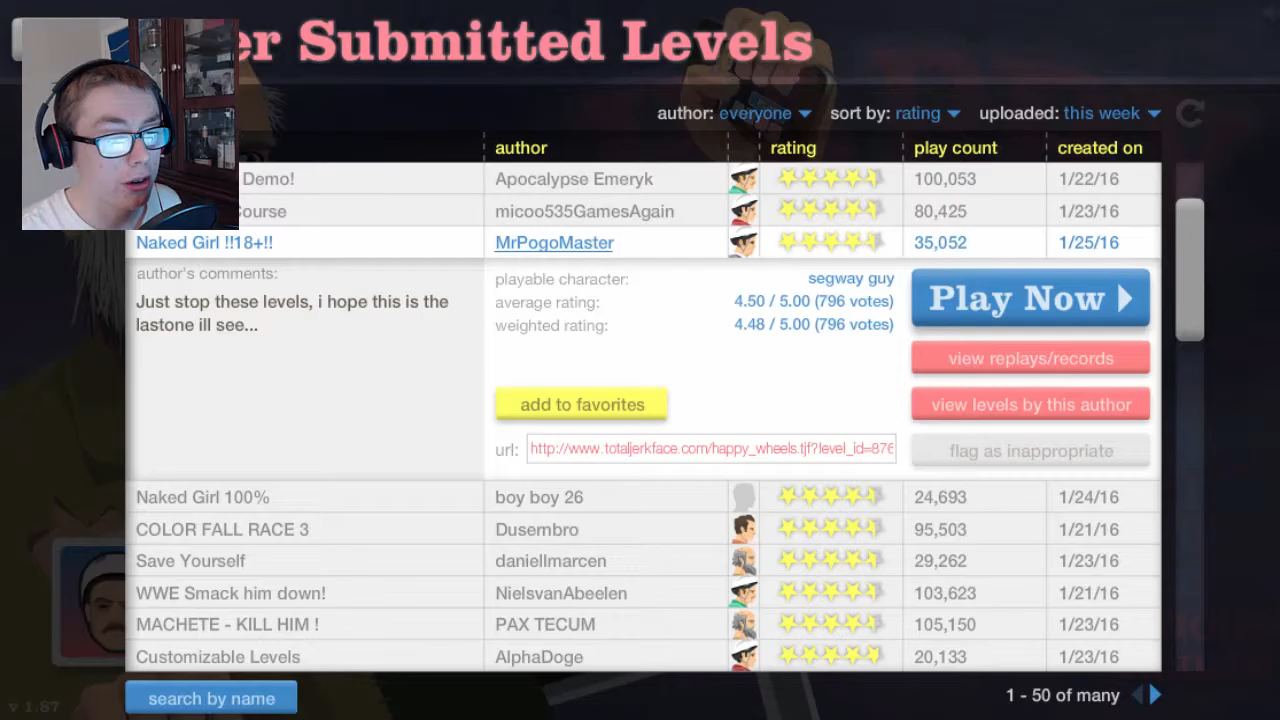 er Submitted Levels
author: everyone sort by: rating uploaded: this week
author rating play count created on
Demo! Apocalypse Emeryk 100,053 1/22/16
Course micoo535GamesAgain 80,425 1/23/16
Naked Girl !!18+!! MrPogoMaster 35,052 1/25/16
author's comments:
Just stop these levels, i hope this is the
lastone ill see...
playable character: segway guy
average rating: 4.50 / 5.00 (796 votes)
weighted rating: 4.48 / 5.00 (796 votes)
add to favorites
url: http://www.totaljerkface.com/happy_wheels.tjf?level_id=876
Play Now
view replays/records
view levels by this author
flag as inappropriate
Naked Girl 100% boy boy 26 24,693 1/24/16
COLOR FALL RACE 3 Dusernbro 95,503 1/21/16
Save Yourself daniellmarcen 29,262 1/23/16
WWE Smack him down! NielsvanAbeelen 103,623 1/21/16
MACHETE - KILL HIM ! PAX TECUM 105,150 1/23/16
Customizable Levels AlphaDoge 20,133 1/23/16
search by name 1 - 50 of many
v 1.87